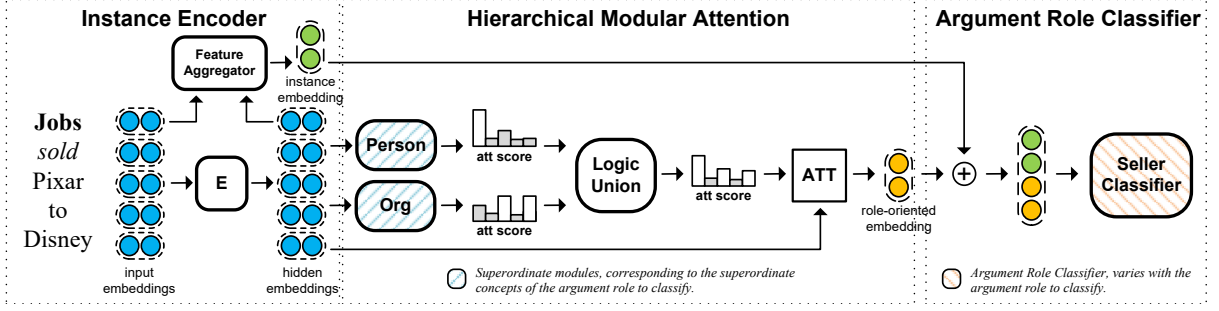 Instance Encoder
Hierarchical Modular Attention
Argument Role Classifier
Feature
Aggregator
instance
embedding
Jobs
sold
Pixar
to
Disney
E
input
embeddings
hidden
embeddings
Person
att score
Org
att score
Logic
Union
att score
ATT
role-oriented
embedding
Seller
Classifier
Superordinate modules, corresponding to the superordinate
concepts of the argument role to classify.
Argument Role Classifier, varies with the
argument role to classify.